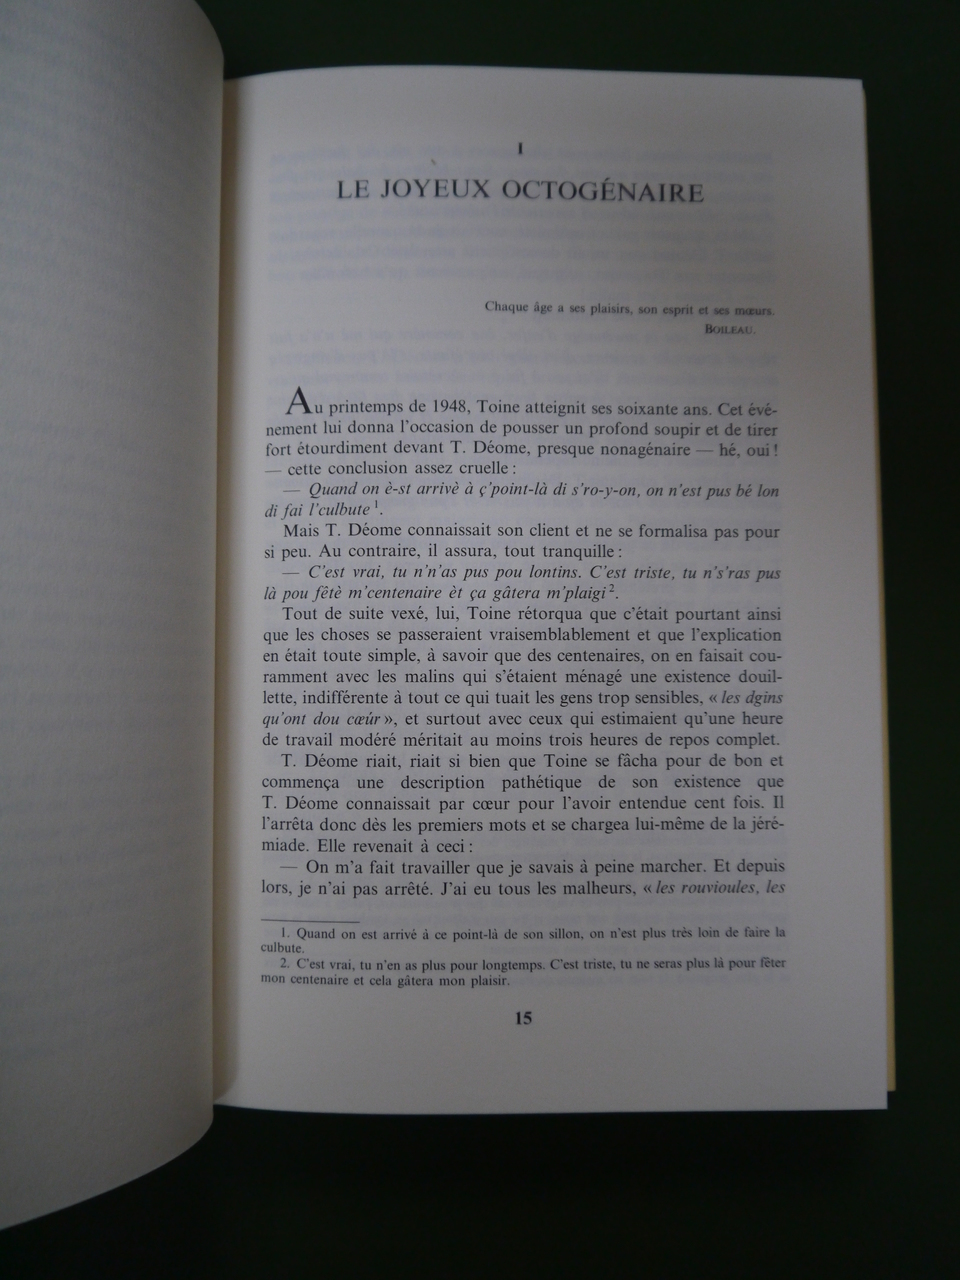 I
LE JOYEUX OCTOGÉNAIRE
Chaque âge a ses plaisirs, son esprit et ses mœurs.
BOILEAU.
Au printemps de 1948, Toine atteignit ses soixante ans. Cet évé-
nement lui donna l'occasion de pousser un profond soupir et de tirer
fort étourdiment devant T. Déome, presque nonagénaire — hé, oui !
— cette conclusion assez cruelle :
— Quand on è-st arrivè à ç'point-là di s'ro-y-on, on n'est pus bé lon
di fai l'culbute 1.
Mais T. Déome connaissait son client et ne se formalisa pas pour
si peu. Au contraire, il assura, tout tranquille :
— C'est vrai, tu n'n'as pus pou lontins. C'est triste, tu n's'ras pus
là pou fêtè m'centenaire èt ça gâtera m'plaigi 2.
Tout de suite vexé, lui, Toine rétorqua que c'était pourtant ainsi
que les choses se passeraient vraisemblablement et que l'explication
en était toute simple, à savoir que des centenaires, on en faisait cou-
ramment avec les malins qui s'étaient ménagé une existence douil-
lette, indifférente à tout ce qui tuait les gens trop sensibles, « les dgins
qu'ont dou cœûr », et surtout avec ceux qui estimaient qu'une heure
de travail modéré méritait au moins trois heures de repos complet.
T. Déome riait, riait si bien que Toine se fâcha pour de bon et
commença une description pathétique de son existence que
T. Déome connaissait par cœur pour l'avoir entendue cent fois. Il
l'arrêta donc dès les premiers mots et se chargea lui-même de la jéré-
miade. Elle revenait à ceci :
— On m'a fait travailler que je savais à peine marcher. Et depuis
lors, je n'ai pas arrêté. J'ai eu tous les malheurs, « les rouvioules, les
1. Quand on est arrivé à ce point-là de son sillon, on n'est plus très loin de faire la
culbute.
2. C'est vrai, tu n'en as plus pour longtemps. C'est triste, tu ne seras plus là pour fêter
mon centenaire et cela gâtera mon plaisir.
15